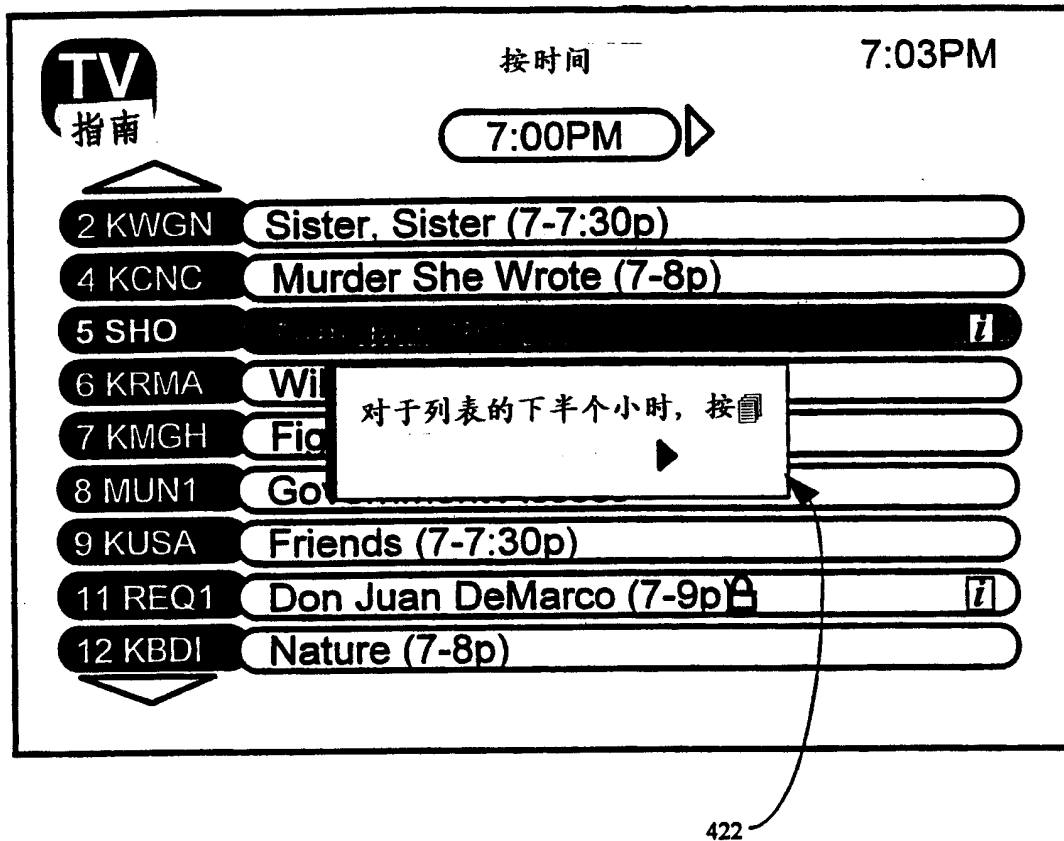 TV
指南
按时间
7:03PM
7:00PM
2 KWGN Sister, Sister (7-7:30p)
4 KCNC Murder She Wrote (7-8p)
5 SHO i
6 KRMA Wil
7 KMGH Fig
8 MUN1 Gov
9 KUSA Friends (7-7:30p)
11 REQ1 Don Juan DeMarco (7-9p) i
12 KBDI Nature (7-8p)
对于列表的下半个小时, 按
422